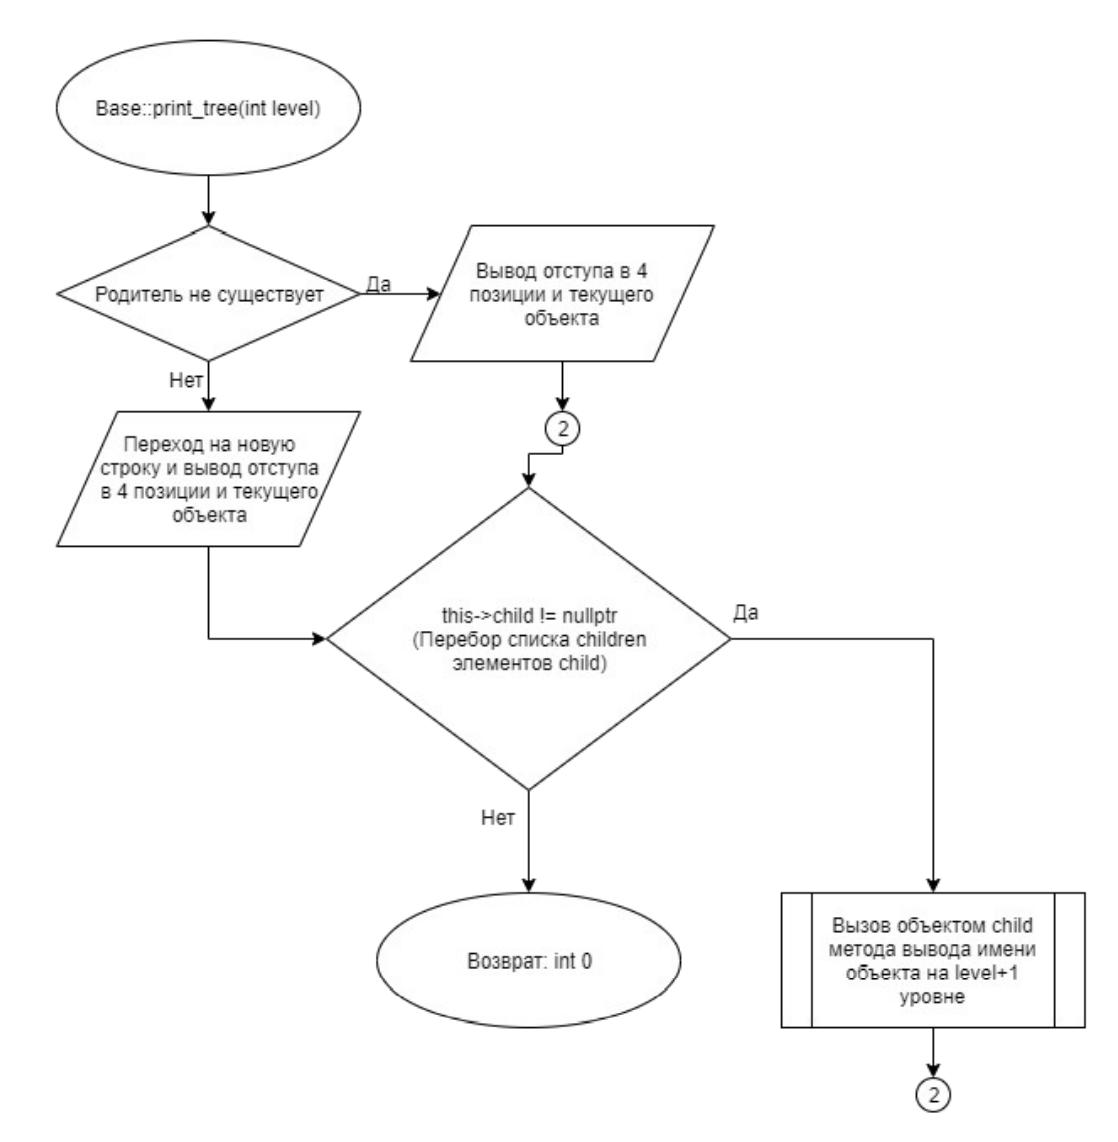 Base::print_tree(int level)
Родитель не существует
Да
Вывод отступа в 4
позиции и текущего
объекта
Нет
Переход на новую
строку и вывод отступа
в 4 позиции и текущего
объекта
2
this->child != nullptr
(Перебор списка children
элементов child)
Да
Нет
Возврат: int 0
Вызов объектом child
метода вывода имени
объекта на level+1
уровне
2